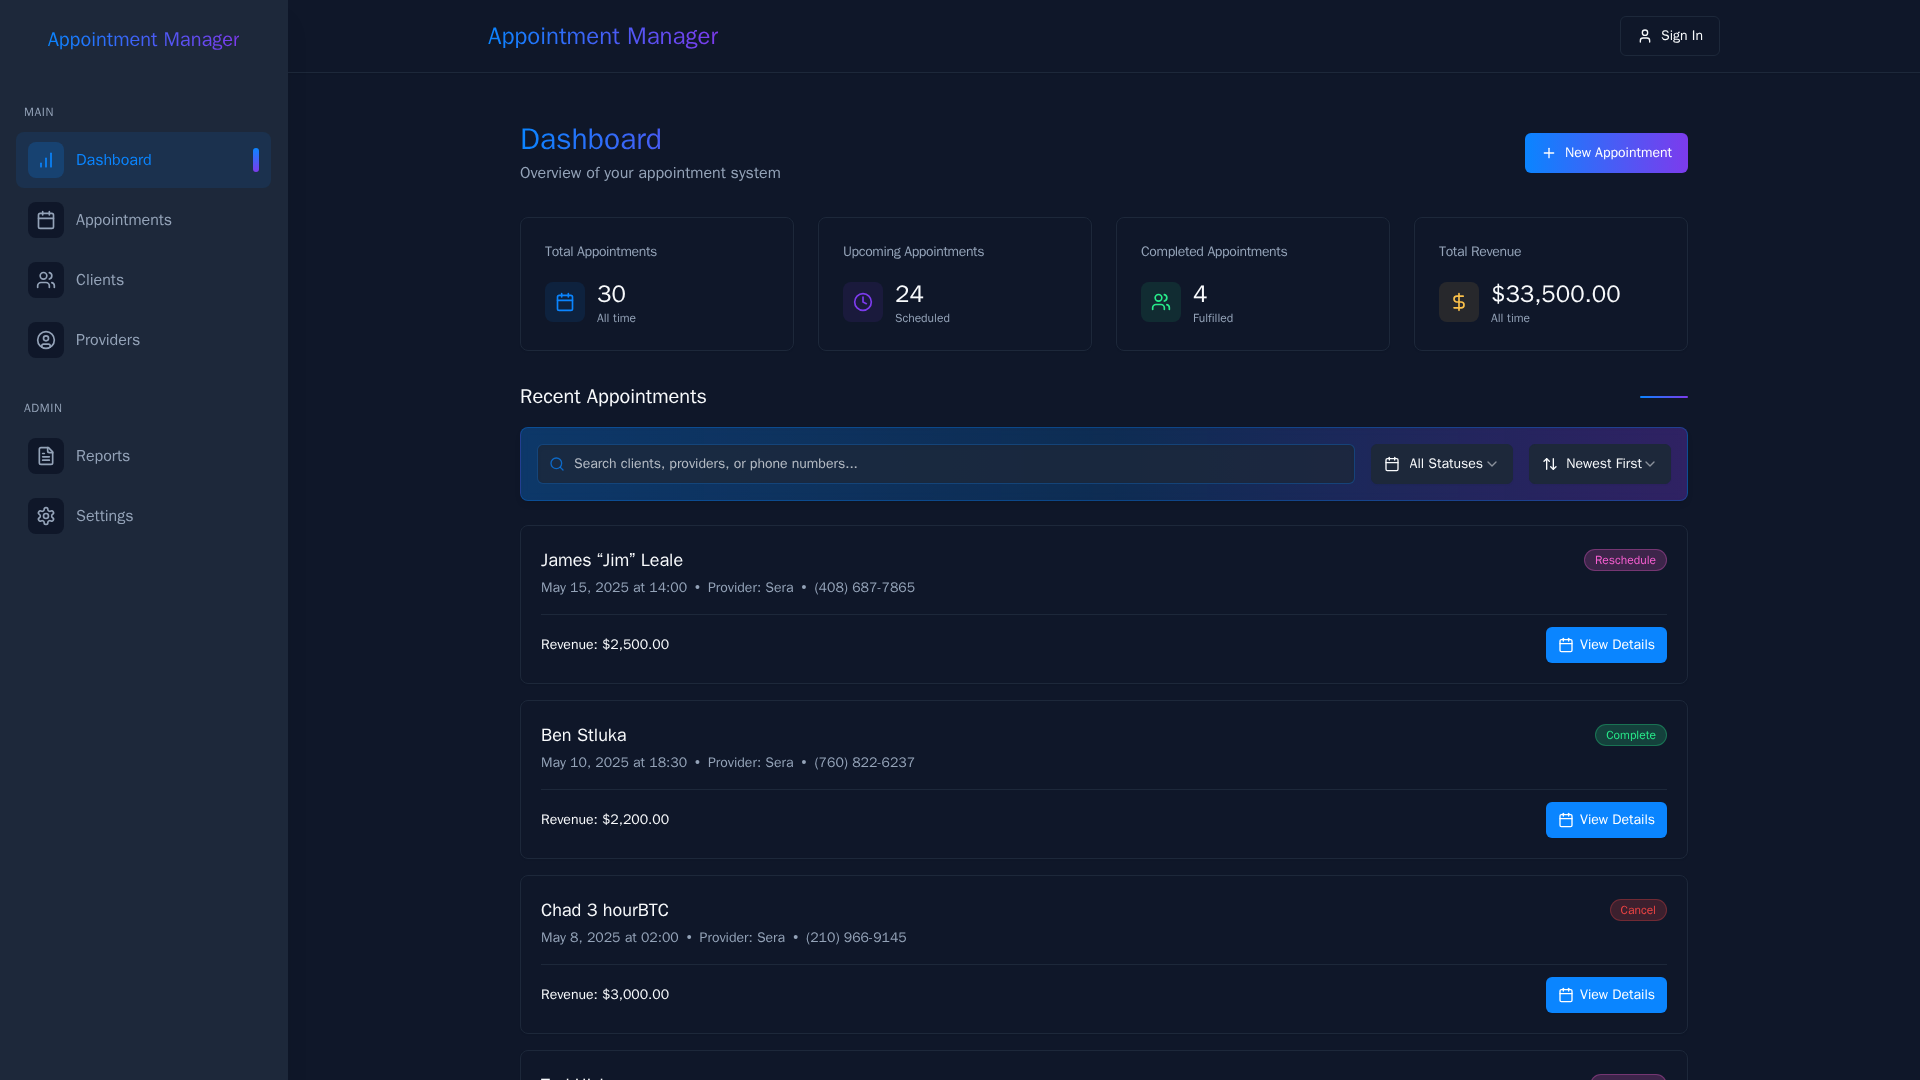 Appointment Manager
MAIN
Dashboard
Appointments
Clients
Providers
ADMIN
Reports
Settings
Appointment Manager
Sign In
Dashboard
Overview of your appointment system
New Appointment
Total Appointments
30
All time
Upcoming Appointments
24
Scheduled
Completed Appointments
4
Fulfilled
Total Revenue
$33,500.00
All time
Recent Appointments
Search clients, providers, or phone numbers...
All Statuses
Newest First
James “Jim” Leale
Reschedule
May 15, 2025 at 14:00 • Provider: Sera • (408) 687-7865
Revenue: $2,500.00
View Details
Ben Stluka
Complete
May 10, 2025 at 18:30 • Provider: Sera • (760) 822-6237
Revenue: $2,200.00
View Details
Chad 3 hourBTC
Cancel
May 8, 2025 at 02:00 • Provider: Sera • (210) 966-9145
Revenue: $3,000.00
View Details